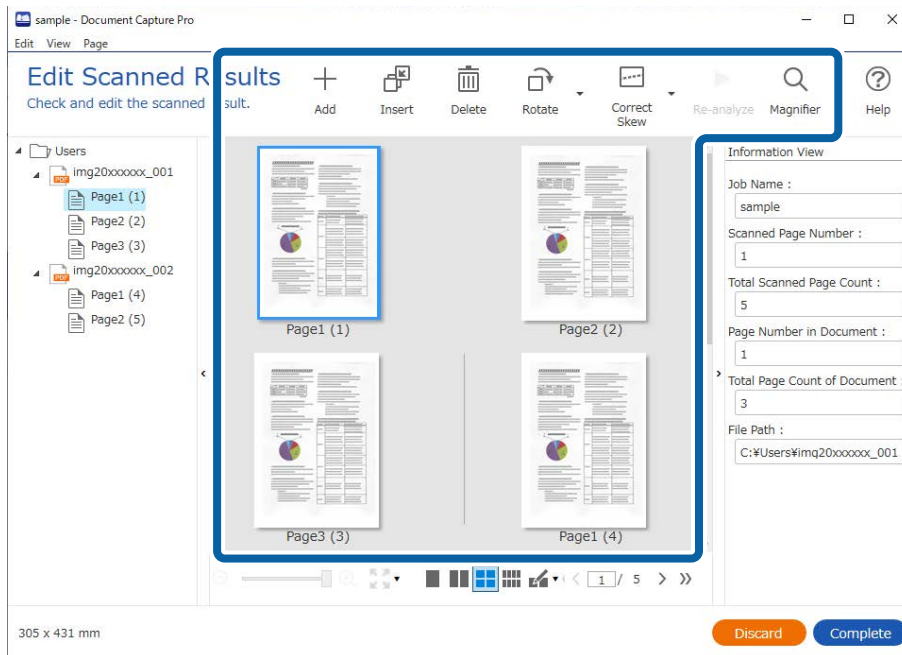 sample - Document Capture Pro
Edit View Page
Edit Scanned Results
Check and edit the scanned sult.
Add
Insert
Delete
Rotate
Correct
Skew
Re-analyze
Magnifier
Help
Users
PDF img20xxxxxx_001
Page1 (1)
Page2 (2)
Page3 (3)
PDF img20xxxxxx_002
Page1 (4)
Page2 (5)
Page1 (1)
Page2 (2)
Page3 (3)
Page1 (4)
Information View
Job Name :
sample
Scanned Page Number :
1
Total Scanned Page Count :
5
Page Number in Document :
1
Total Page Count of Document :
3
File Path :
C:¥Users¥img20xxxxxx_001
1 / 5
305 x 431 mm
Discard
Complete